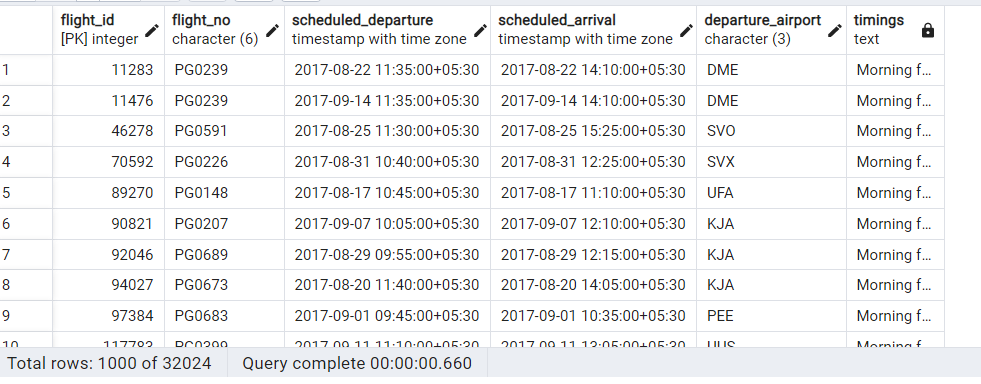 flight_id flight_no scheduled_departure scheduled_arrival departure_airport timings
[PK] integer character (6) timestamp with time zone timestamp with time zone character (3) text
1 11283 PG0239 2017-08-22 11:35:00+05:30 2017-08-22 14:10:00+05:30 DME Morning f...
2 11476 PG0239 2017-09-14 11:35:00+05:30 2017-09-14 14:10:00+05:30 DME Morning f...
3 46278 PG0591 2017-08-25 11:30:00+05:30 2017-08-25 15:25:00+05:30 SVO Morning f...
4 70592 PG0226 2017-08-31 10:40:00+05:30 2017-08-31 12:25:00+05:30 SVX Morning f...
5 89270 PG0148 2017-08-17 10:45:00+05:30 2017-08-17 11:10:00+05:30 UFA Morning f...
6 90821 PG0207 2017-09-07 10:05:00+05:30 2017-09-07 12:10:00+05:30 KJA Morning f...
7 92046 PG0689 2017-08-29 09:55:00+05:30 2017-08-29 12:15:00+05:30 KJA Morning f...
8 94027 PG0673 2017-08-20 11:40:00+05:30 2017-08-20 14:05:00+05:30 KJA Morning f...
9 97384 PG0683 2017-09-01 09:45:00+05:30 2017-09-01 10:35:00+05:30 PEE Morning f...
10 117783 PG0399 2017-09-11 11:10:00+05:30 2017-09-11 13:05:00+05:30 UUS Morning f...
Total rows: 1000 of 32024 Query complete 00:00:00.660